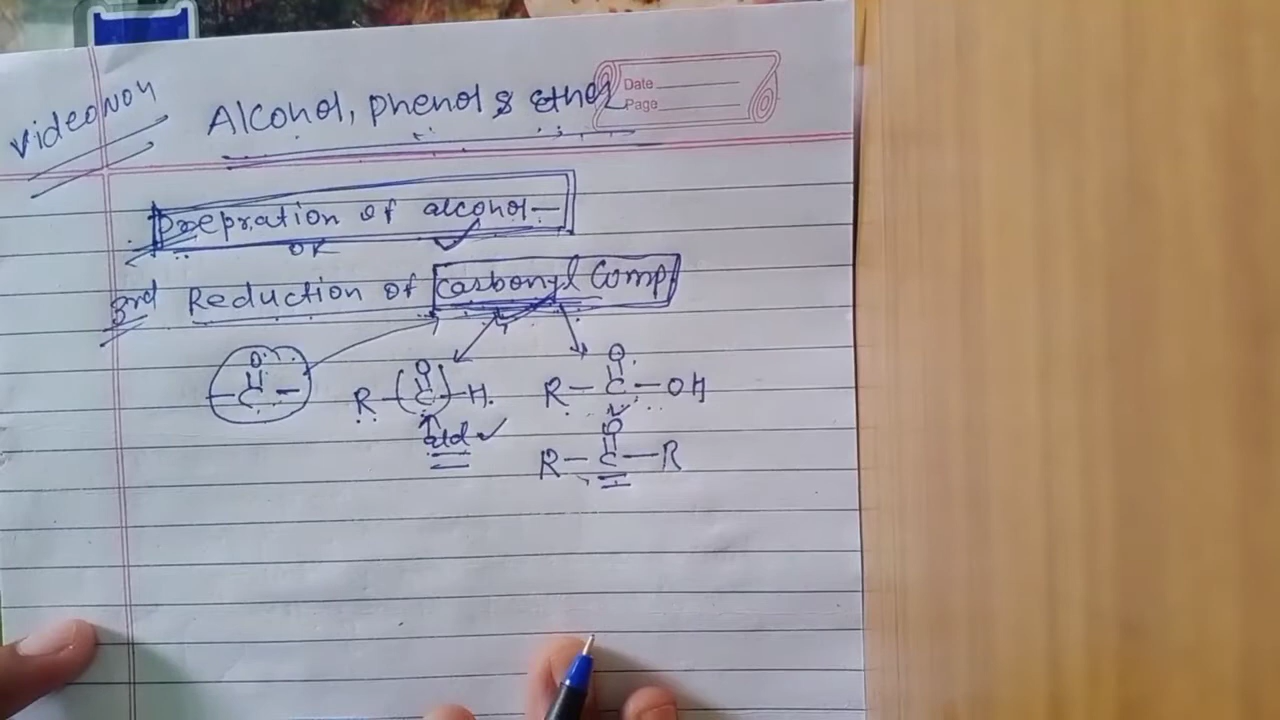 Video No 4
Alcohol, phenol & ether
Date
Page
Prepration of alcohol—
OR
3rd Reduction of carbonyl Comp
O O O
-C- R-(C)-H R-C-OH
ald
O
R-C-R